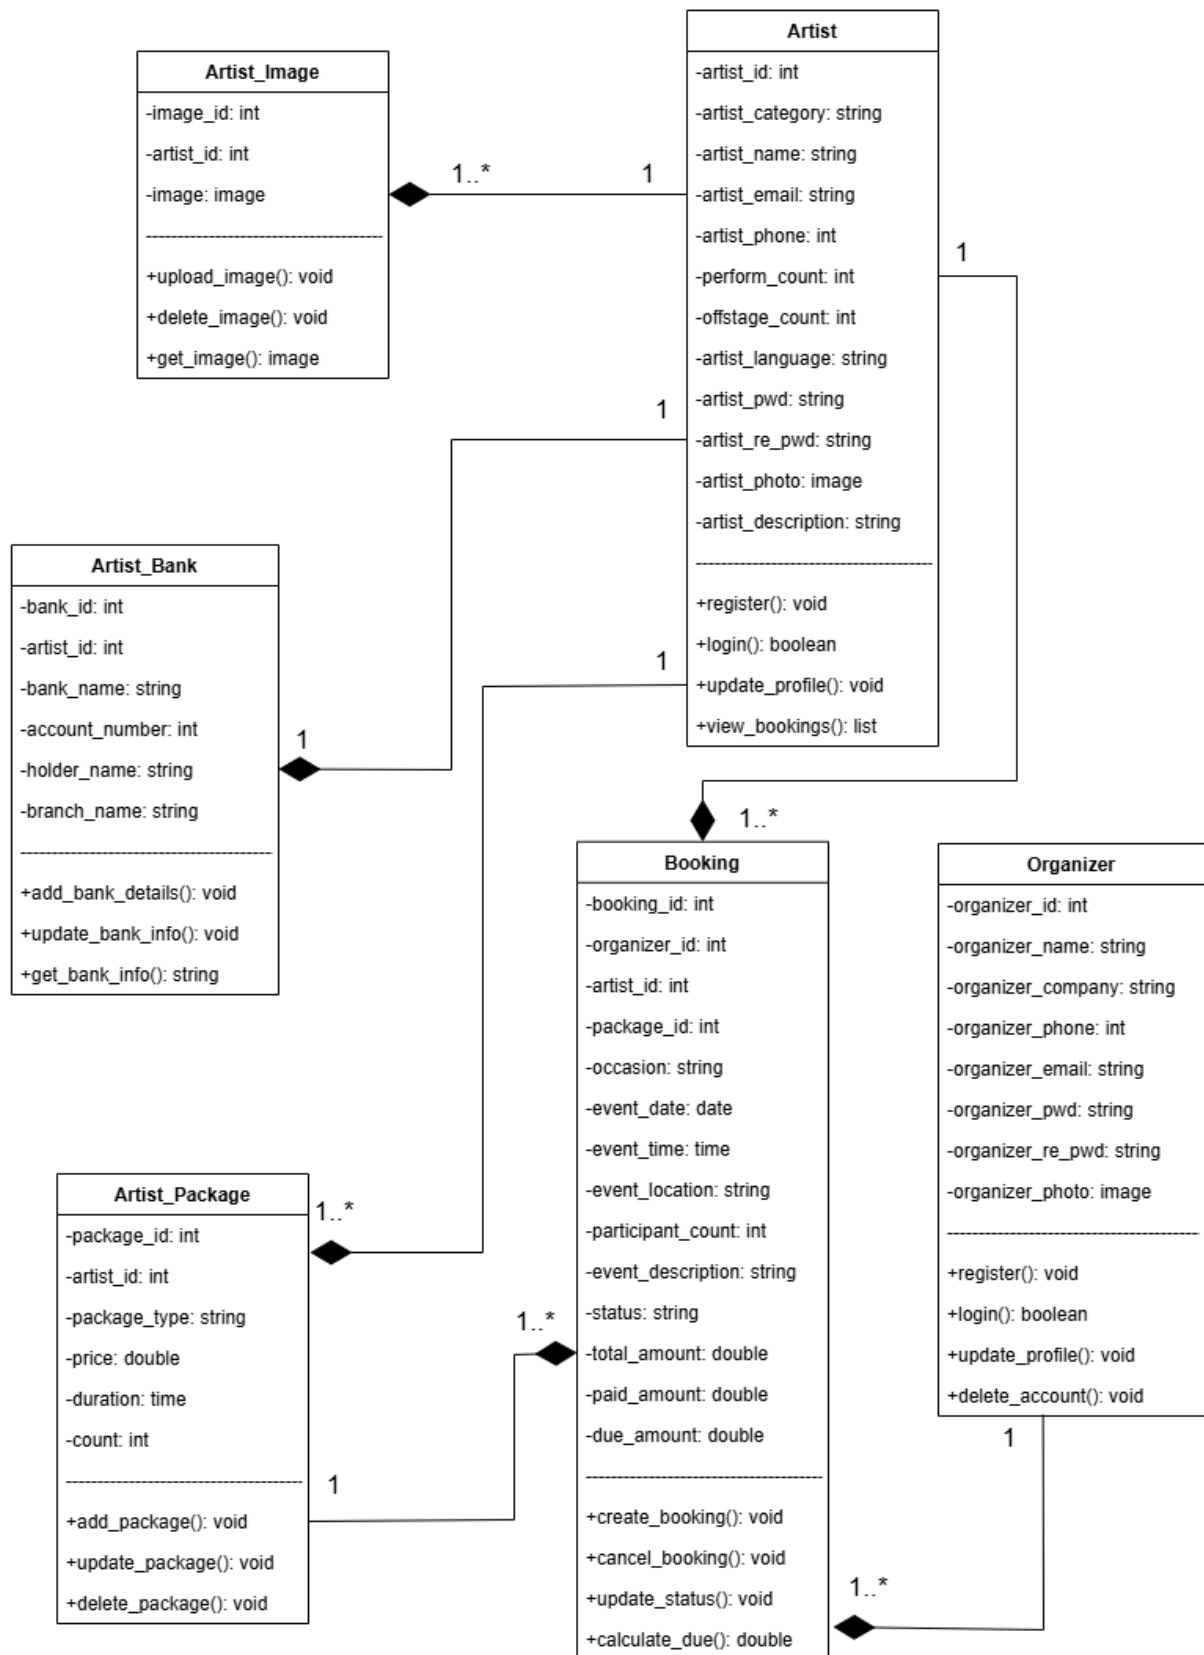 Artist
-artist_id: int
-artist_category: string
-artist_name: string
-artist_email: string
-artist_phone: int
-perform_count: int
-offstage_count: int
-artist_language: string
-artist_pwd: string
-artist_re_pwd: string
-artist_photo: image
-artist_description: string
+register(): void
+login(): boolean
+update_profile(): void
+view_bookings(): list
Artist_Image
-image_id: int
-artist_id: int
-image: image
+upload_image(): void
+delete_image(): void
+get_image(): image
1..*
1
1
1
Artist_Bank
-bank_id: int
-artist_id: int
-bank_name: string
-account_number: int
-holder_name: string
-branch_name: string
+add_bank_details(): void
+update_bank_info(): void
+get_bank_info(): string
1
1
1..*
Booking
-booking_id: int
-organizer_id: int
-artist_id: int
-package_id: int
-occasion: string
-event_date: date
-event_time: time
-event_location: string
-participant_count: int
-event_description: string
-status: string
-total_amount: double
-paid_amount: double
-due_amount: double
+create_booking(): void
+cancel_booking(): void
+update_status(): void
+calculate_due(): double
Organizer
-organizer_id: int
-organizer_name: string
-organizer_company: string
-organizer_phone: int
-organizer_email: string
-organizer_pwd: string
-organizer_re_pwd: string
-organizer_photo: image
+register(): void
+login(): boolean
+update_profile(): void
+delete_account(): void
Artist_Package
-package_id: int
-artist_id: int
-package_type: string
-price: double
-duration: time
-count: int
+add_package(): void
+update_package(): void
+delete_package(): void
1..*
1..*
1
1
1..*